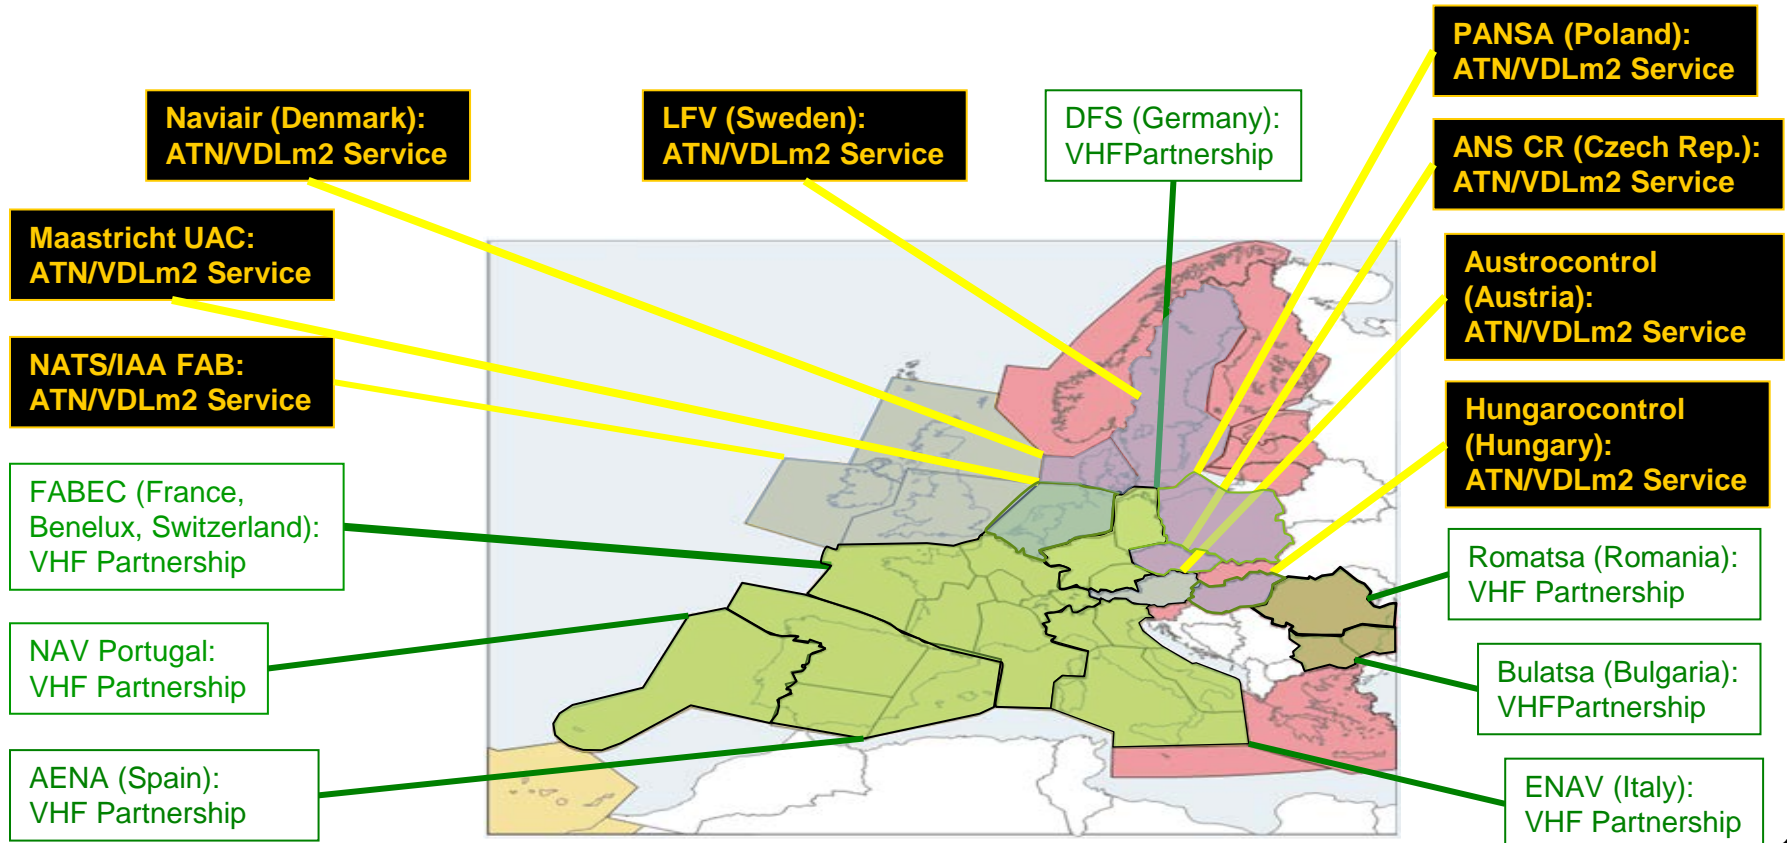 PANSA (Poland):
ATN/VDLm2 Service
Naviair (Denmark):
ATN/VDLm2 Service
LFV (Sweden):
ATN/VDLm2 Service
DFS (Germany):
VHFPartnership
ANS CR (Czech Rep.):
ATN/VDLm2 Service
Maastricht UAC:
ATN/VDLm2 Service
Austrocontrol
(Austria):
ATN/VDLm2 Service
NATS/IAA FAB:
ATN/VDLm2 Service
Hungarocontrol
(Hungary):
ATN/VDLm2 Service
FABEC (France,
Benelux, Switzerland):
VHF Partnership
Romatsa (Romania):
VHF Partnership
NAV Portugal:
VHF Partnership
Bulatsa (Bulgaria):
VHFPartnership
AENA (Spain):
VHF Partnership
ENAV (Italy):
VHF Partnership